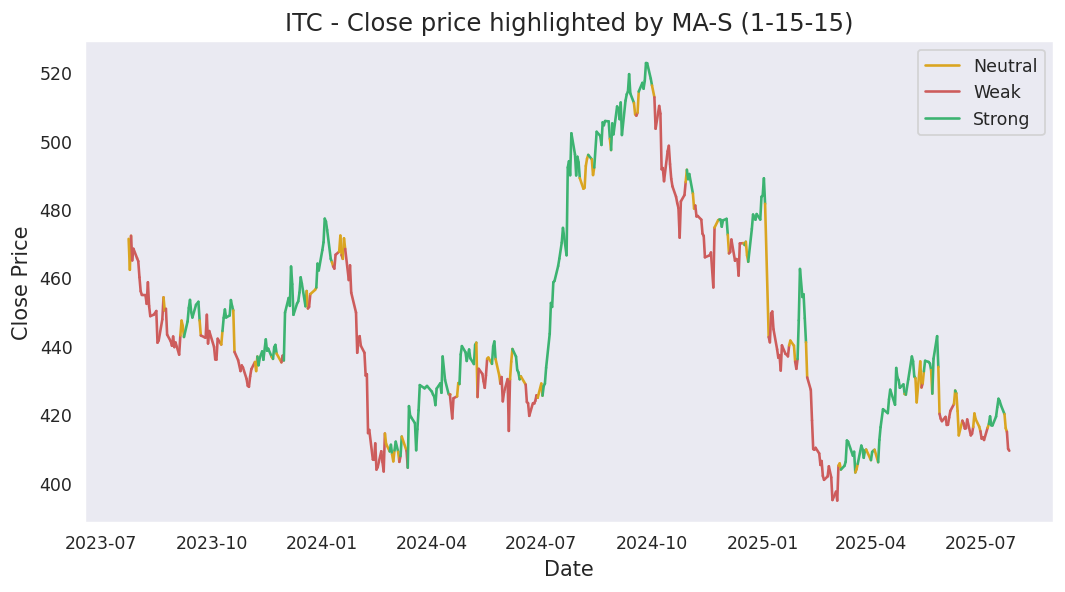 ITC - Close price highlighted by MA-S (1-15-15)
Neutral
Weak
Strong
Close Price
520
500
480
460
440
420
400
2023-07 2023-10 2024-01 2024-04 2024-07 2024-10 2025-01 2025-04 2025-07
Date